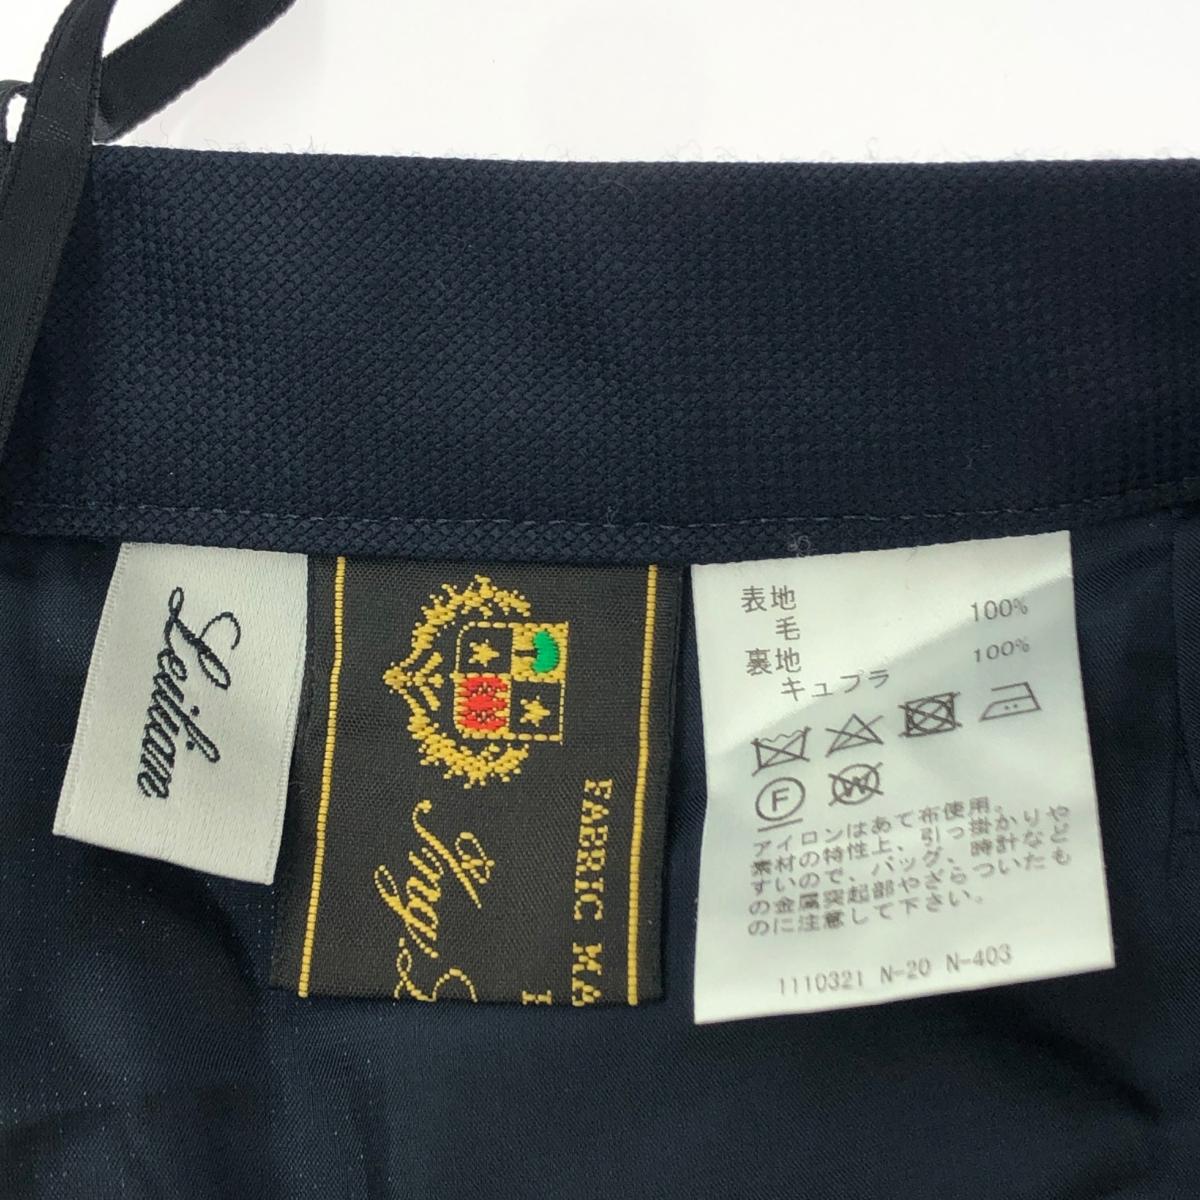 Leilian
FABRIC MA
表地
毛 100%
裏地
キュプラ 100%
F
W
アイロンはあて布使用。
素材の特性上、引っ掛かりや
すいので、バッグ、時計など
の金属突起部やざらついたも
のに注意して下さい。
1110321 N-20 N-403